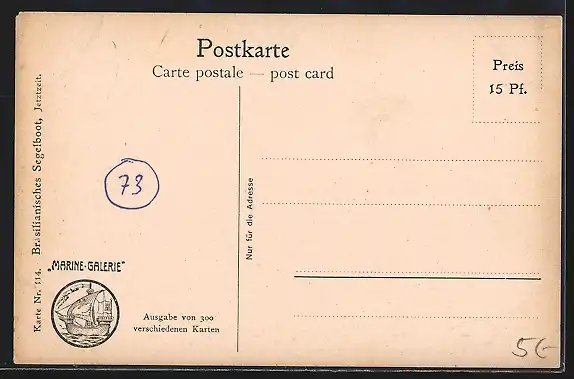 Postkarte
Carte postale — post card
Preis
15 Pf.
Karte Nr. 114. Brasilianisches Segelboot, Jetztzeit.
73
Nur für die Adresse
„MARINE-GALERIE"
Ausgabe von 300
verschiedenen Karten